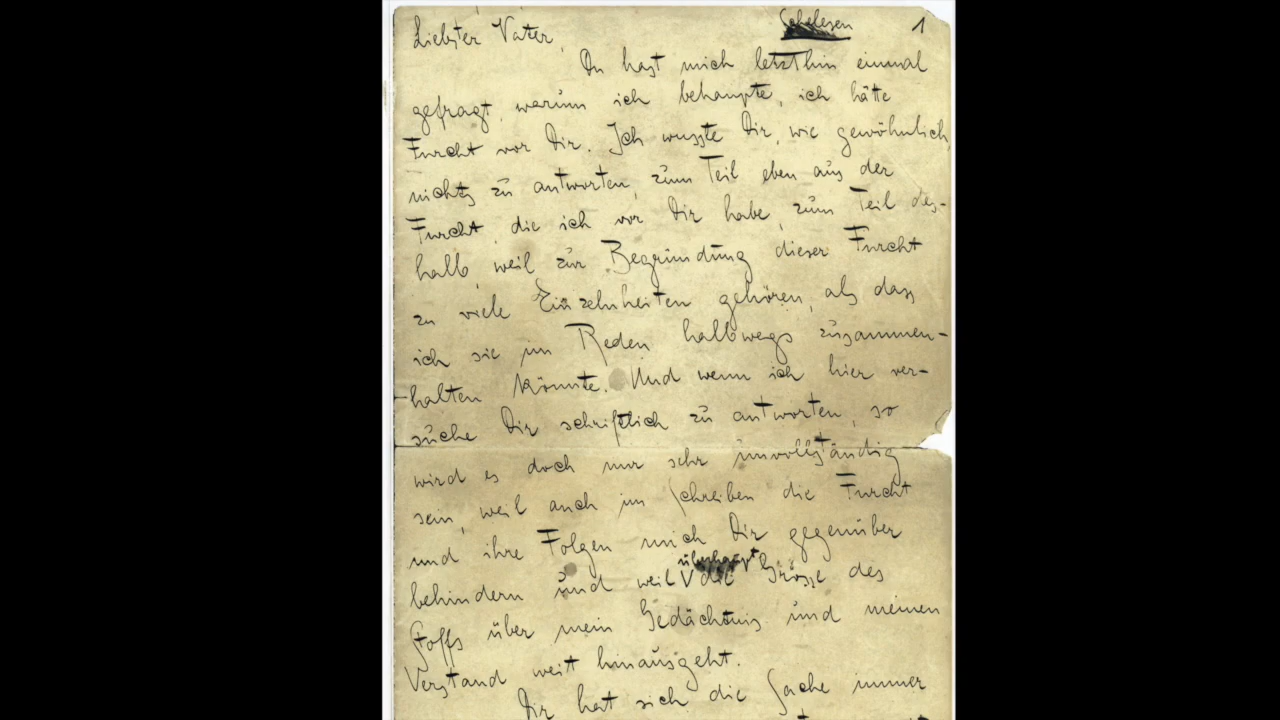 Schelesen 1
Liebster Vater,
Du hast mich letzthin einmal
gefragt, warum ich behaupte, ich hätte
Furcht vor Dir. Ich wusste Dir, wie gewöhnlich,
nichts zu antworten, zum Teil eben aus der
Furcht, die ich vor Dir habe, zum Teil des-
halb, weil zur Begründung dieser Furcht
zu viele Einzelnheiten gehören, als dass
ich sie im Reden halbwegs zusammen-
halten könnte. Und wenn ich hier ver-
suche Dir schriftlich zu antworten, so
wird es doch nur sehr unvollständig
sein, weil auch im Schreiben die Furcht
und ihre Folgen mich Dir gegenüber
behindern und weil überhaupt die Grösse des
Stoffs über mein Gedächtnis und meinen
Verstand weit hinausgeht.
Dir hat sich die Sache immer